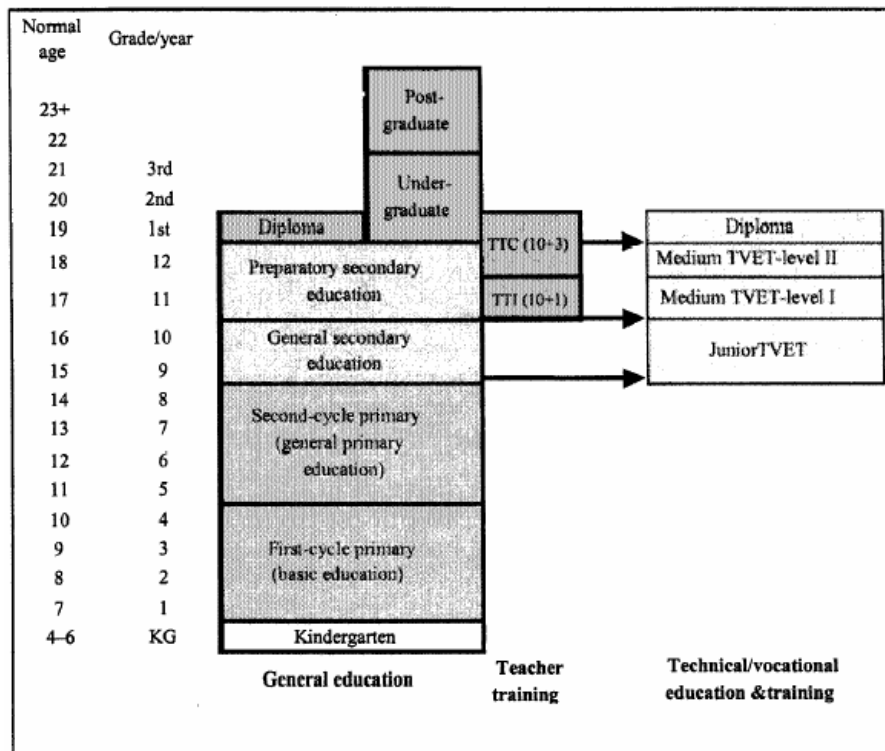 Normal age
Grade/year
23+
22
21 3rd
20 2nd
19 1st
18 12
17 11
16 10
15 9
14 8
13 7
12 6
11 5
10 4
9 3
8 2
7 1
4–6 KG
Post-
graduate
Under-
graduate
Diploma
Preparatory secondary
education
General secondary
education
Second-cycle primary
(general primary
education)
First-cycle primary
(basic education)
Kindergarten
General education
TTC (10+3)
TTI (10+1)
Teacher
training
Diploma
Medium TVET-level II
Medium TVET-level I
JuniorTVET
Technical/vocational
education &training